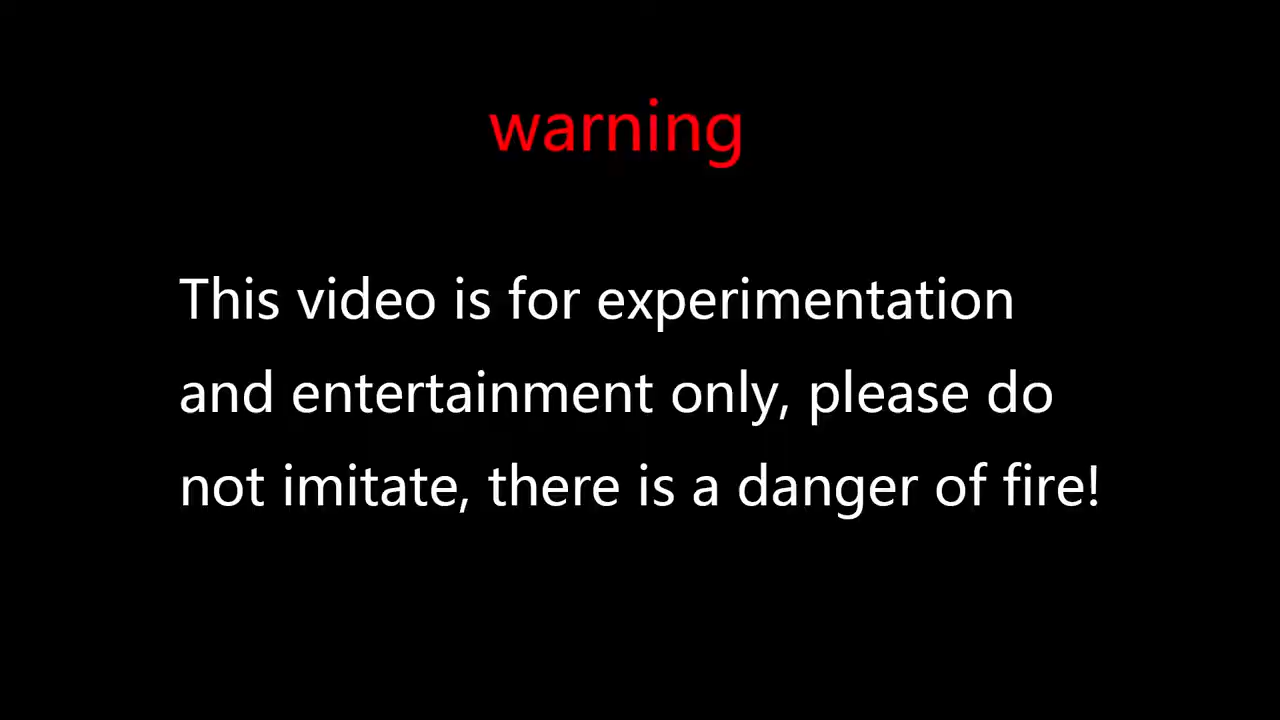 warning
This video is for experimentation
and entertainment only, please do
not imitate, there is a danger of fire!